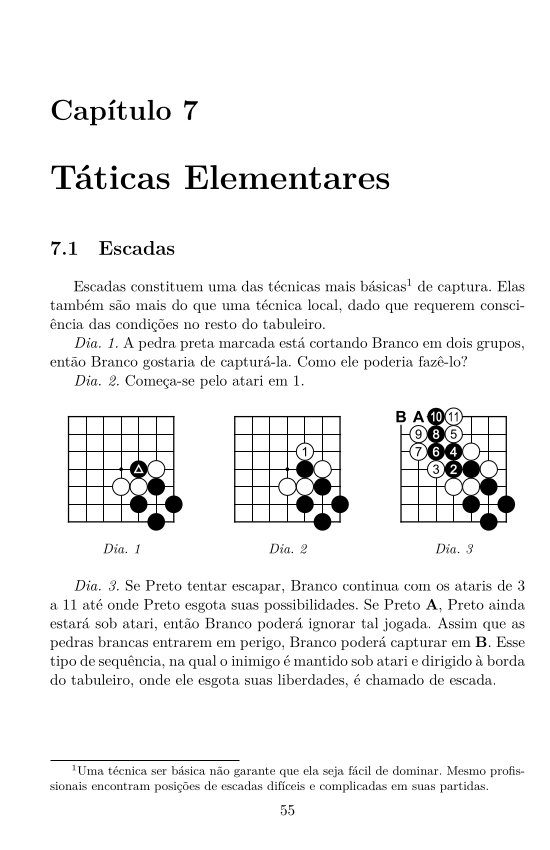 Capítulo 7
Táticas Elementares
7.1 Escadas
Escadas constituem uma das técnicas mais básicas¹ de captura. Elas
também são mais do que uma técnica local, dado que requerem consci-
ência das condições no resto do tabuleiro.
Dia. 1. A pedra preta marcada está cortando Branco em dois grupos,
então Branco gostaria de capturá-la. Como ele poderia fazê-lo?
Dia. 2. Começa-se pelo atari em 1.
1
B A 10 11
9 8 5
7 6 4
3 2
Dia. 1
Dia. 2
Dia. 3
Dia. 3. Se Preto tentar escapar, Branco continua com os ataris de 3
a 11 até onde Preto esgota suas possibilidades. Se Preto A, Preto ainda
estará sob atari, então Branco poderá ignorar tal jogada. Assim que as
pedras brancas entrarem em perigo, Branco poderá capturar em B. Esse
tipo de sequência, na qual o inimigo é mantido sob atari e dirigido à borda
do tabuleiro, onde ele esgota suas liberdades, é chamado de escada.
¹Uma técnica ser básica não garante que ela seja fácil de dominar. Mesmo profis-
sionais encontram posições de escadas difíceis e complicadas em suas partidas.
55